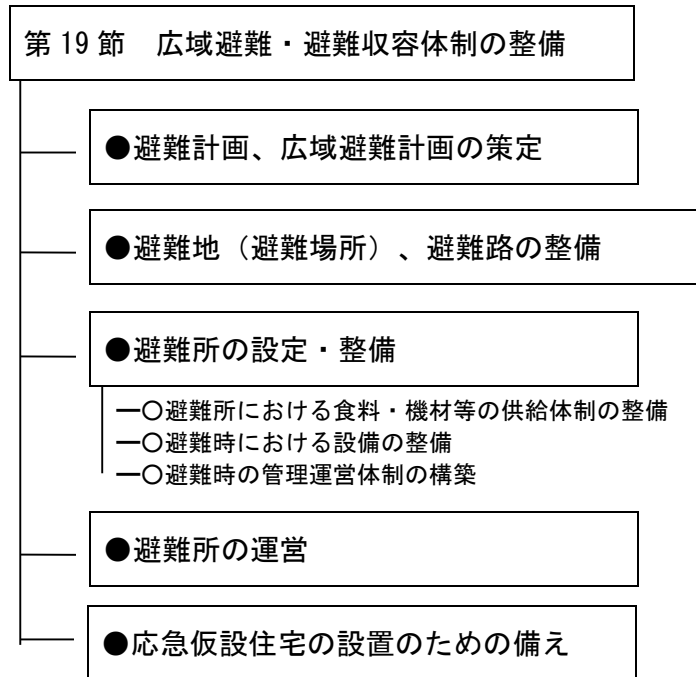 第19節　広域避難・避難収容体制の整備
●避難計画、広域避難計画の策定
●避難地（避難場所）、避難路の整備
●避難所の設定・整備
―○避難所における食料・機材等の供給体制の整備
―○避難時における設備の整備
―○避難時の管理運営体制の構築
●避難所の運営
●応急仮設住宅の設置のための備え